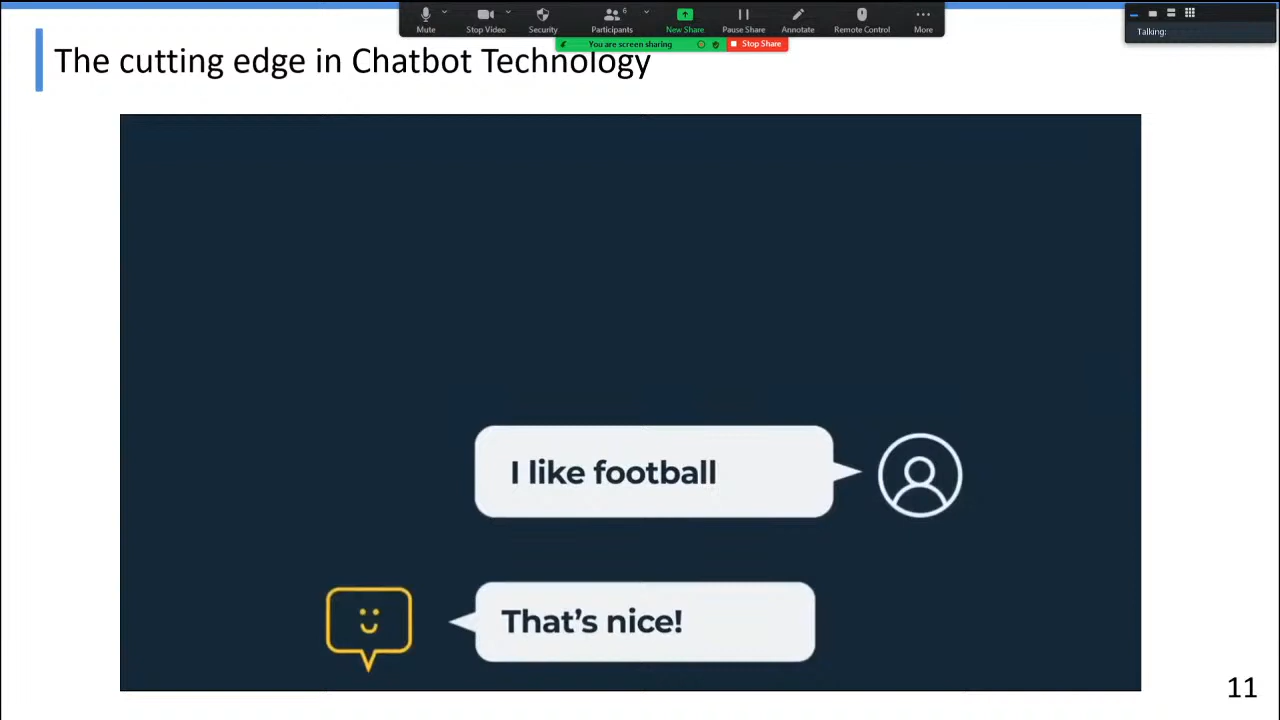 Mute
Stop Video
Security
6
Participants
New Share
Pause Share
Annotate
Remote Control
More
You are screen sharing
Stop Share
Talking:
The cutting edge in Chatbot Technology
I like football
That's nice!
11